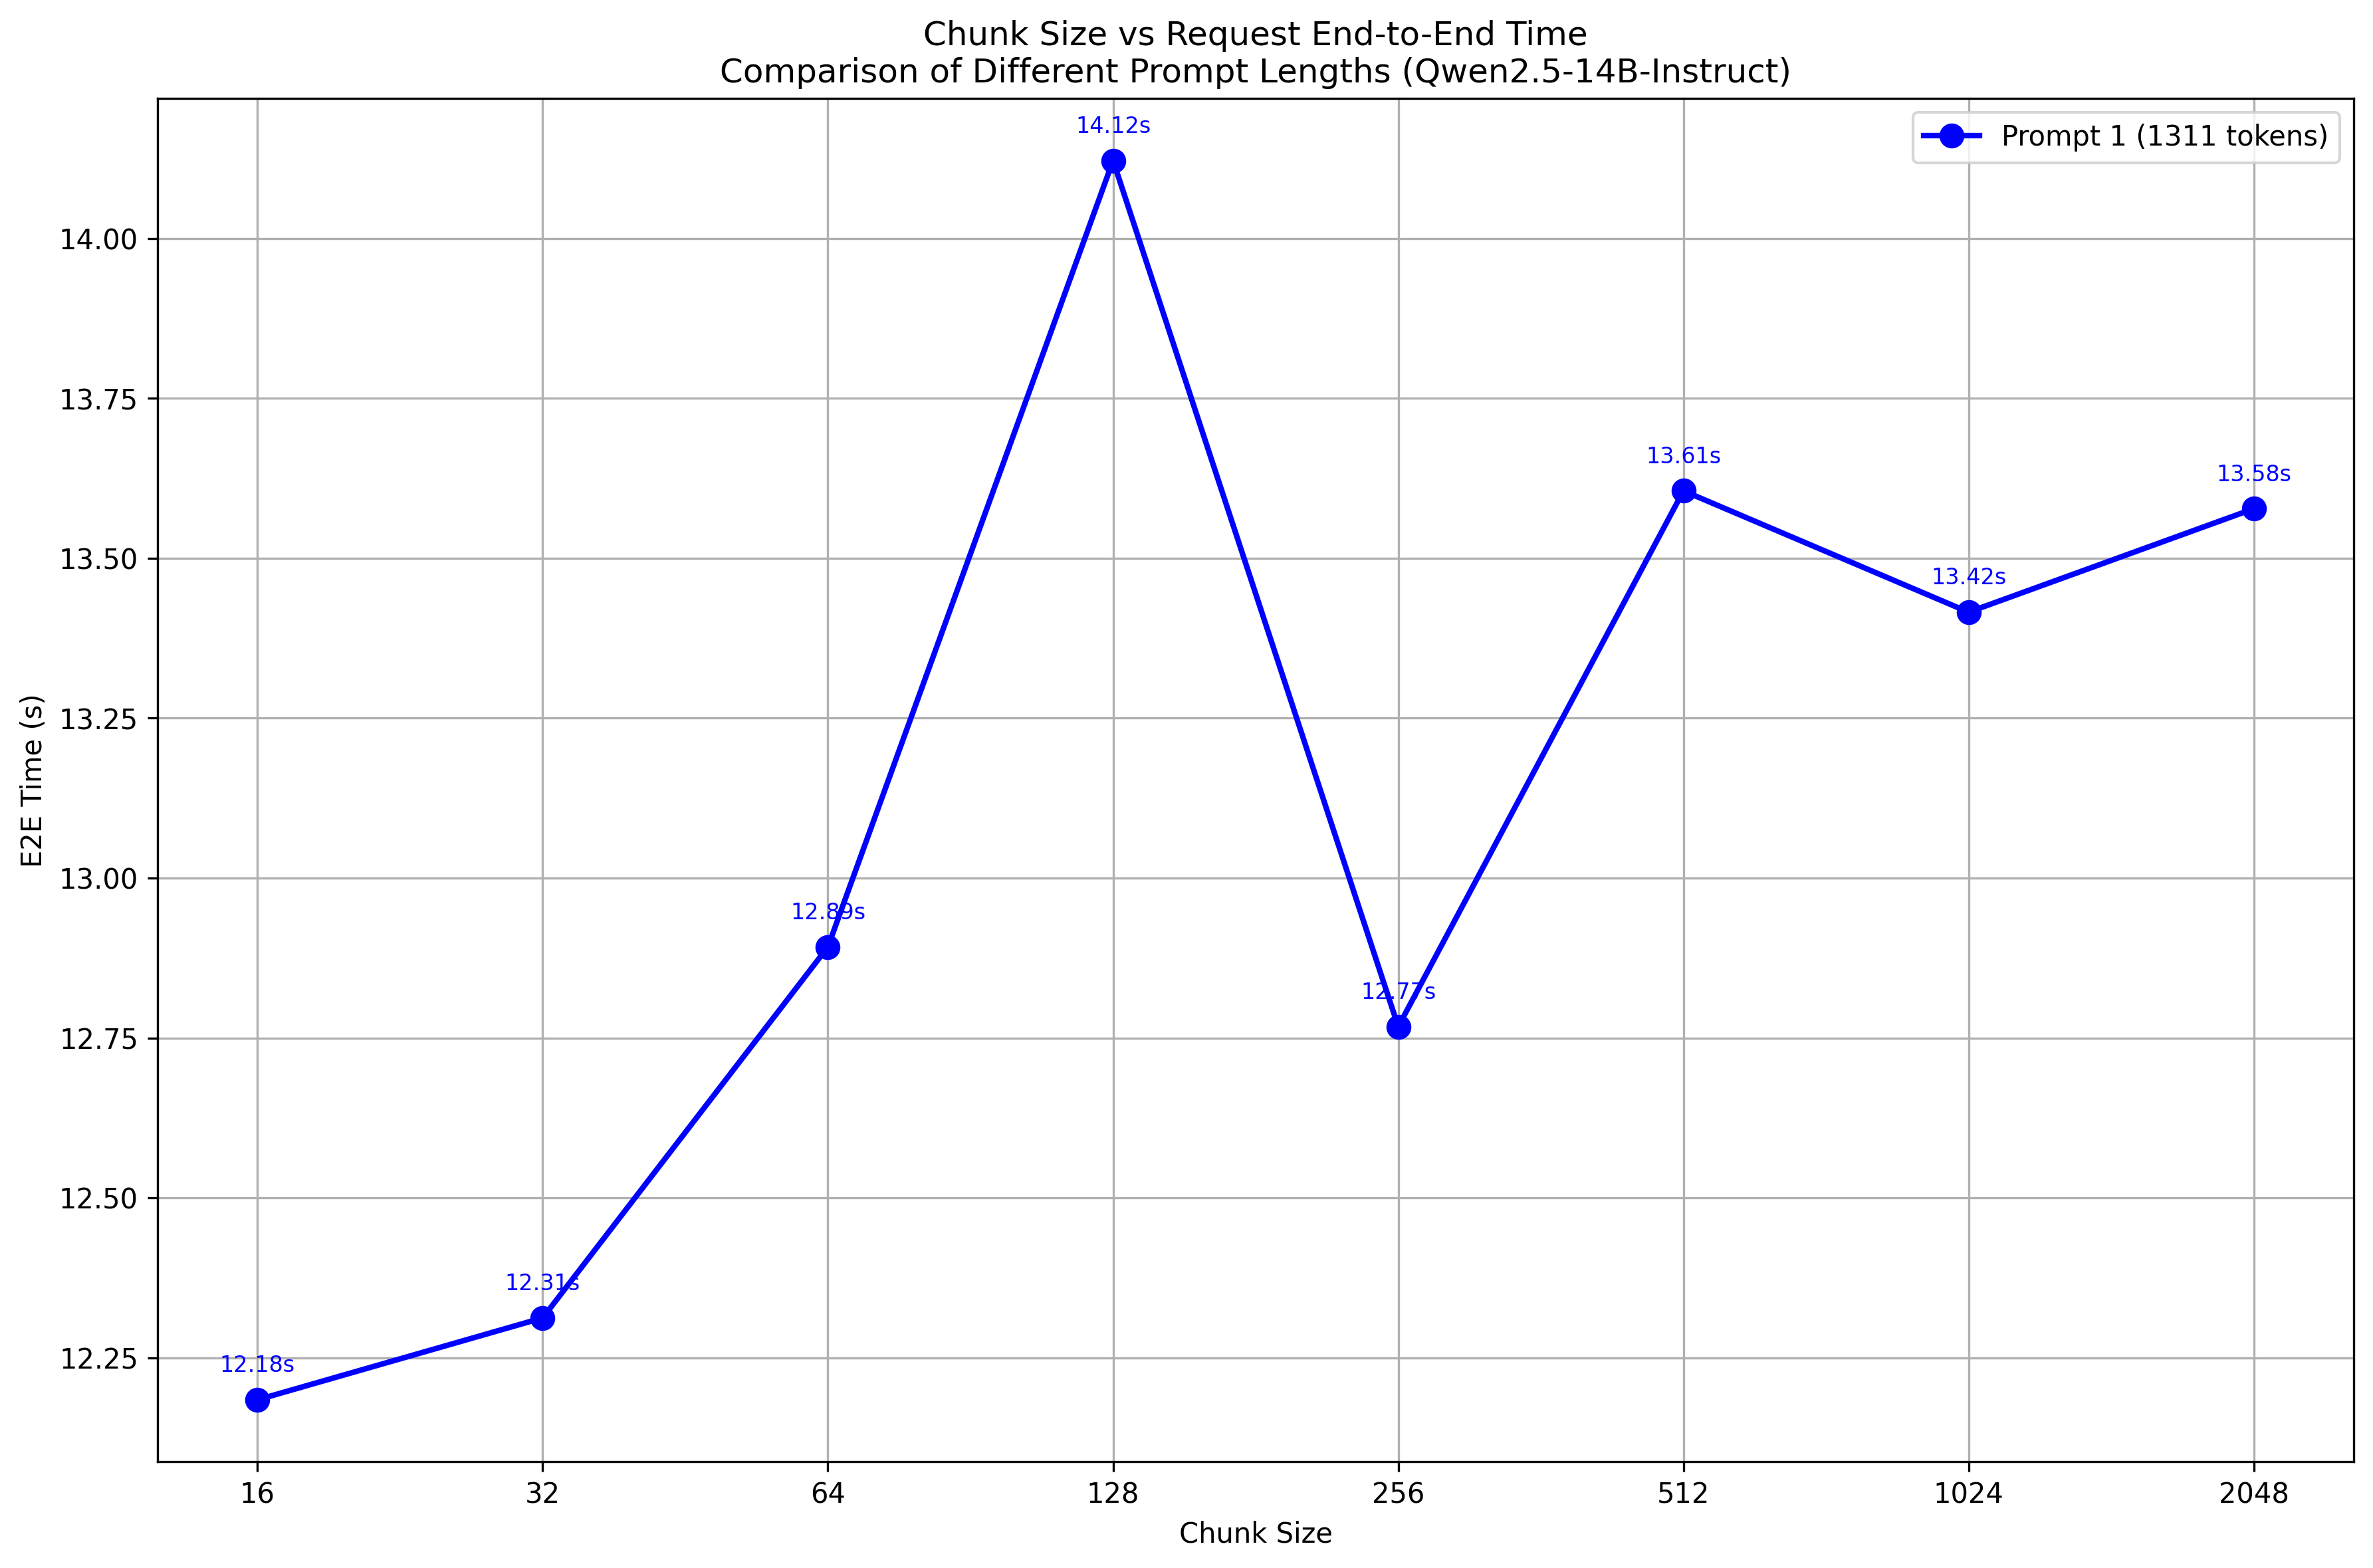 Chunk Size vs Request End-to-End Time
Comparison of Different Prompt Lengths (Qwen2.5-14B-Instruct)
Prompt 1 (1311 tokens)
14.12s
13.61s
13.58s
13.42s
12.89s
12.77s
12.31s
12.18s
E2E Time (s)
14.00
13.75
13.50
13.25
13.00
12.75
12.50
12.25
16 32 64 128 256 512 1024 2048
Chunk Size